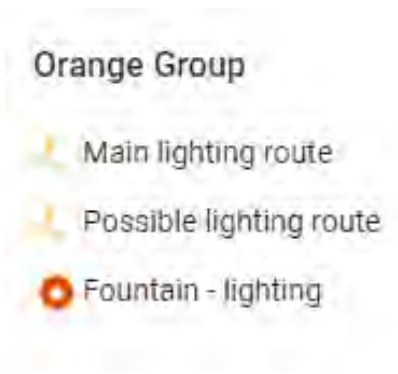 Orange Group
Main lighting route
Possible lighting route
Fountain - lighting